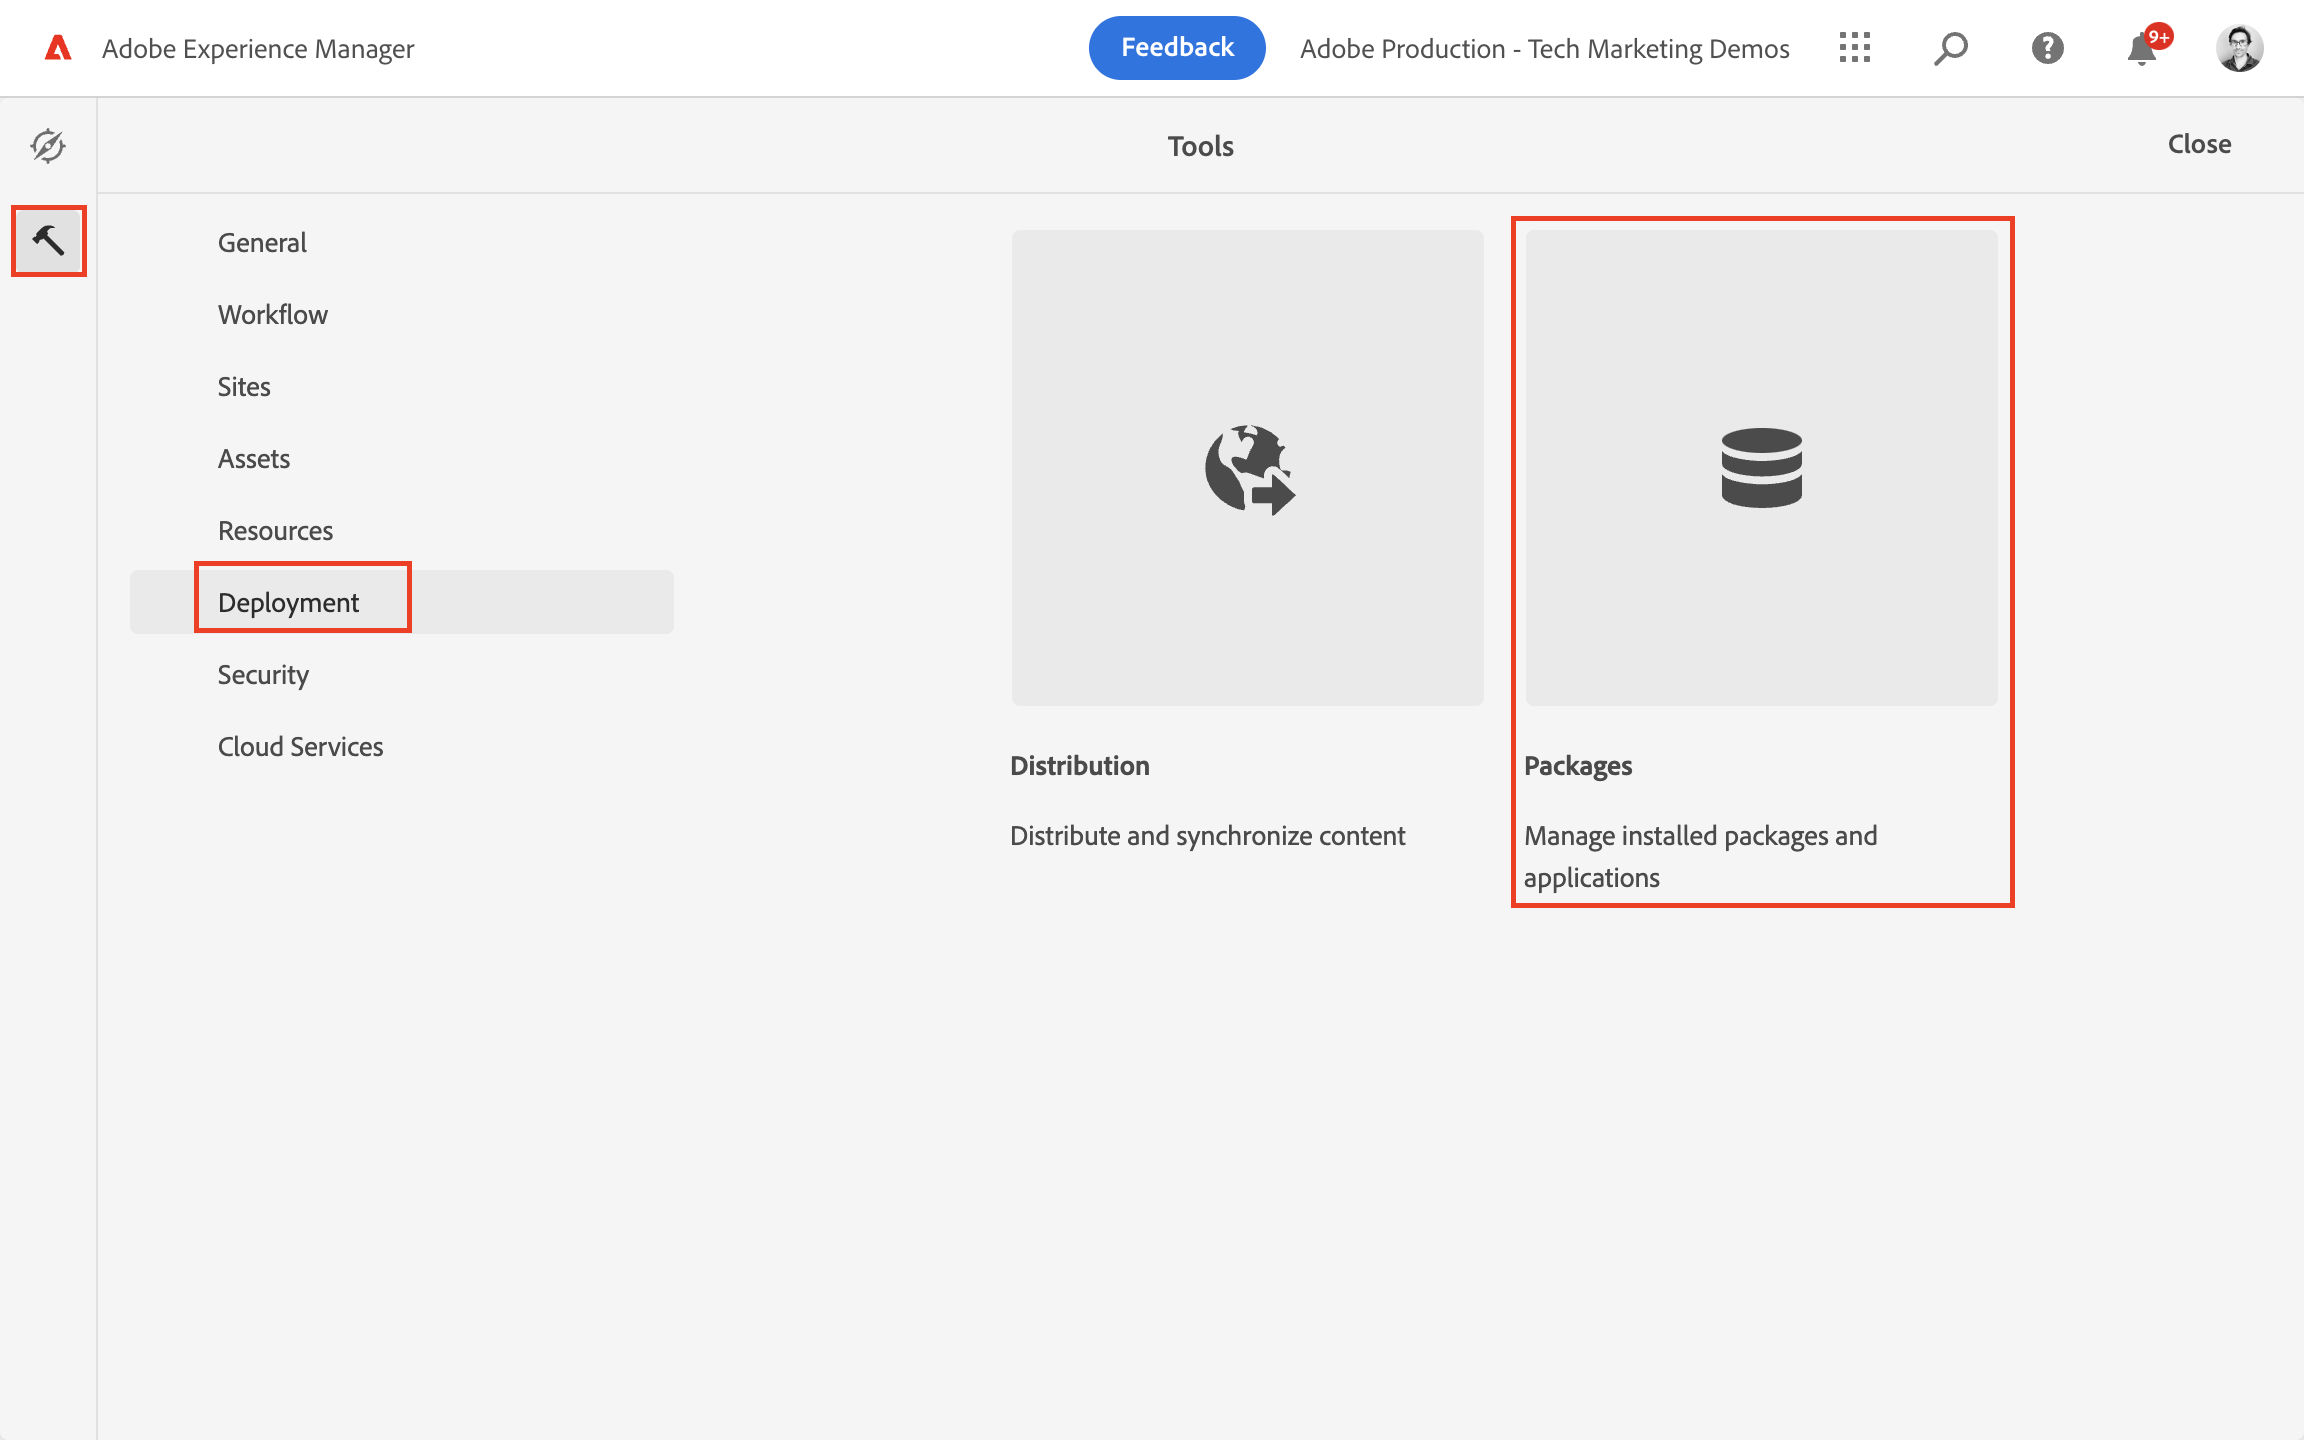 Adobe Experience Manager
Feedback
Adobe Production - Tech Marketing Demos
9+
Tools
Close
General
Workflow
Sites
Assets
Resources
Deployment
Security
Cloud Services
Distribution
Distribute and synchronize content
Packages
Manage installed packages and
applications